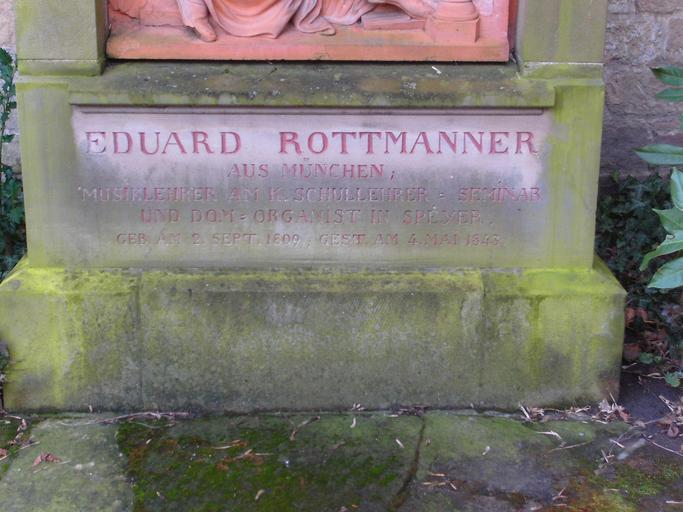 EDUARD ROTTMANNER
AUS MÜNCHEN,
MUSIKLEHRER AM K. SCHULLEHRER - SEMINAR
UND DOM-ORGANIST IN SPEYER.
GEB. AM 2. SEPT. 1809, GEST. AM 4. MAI 1843.